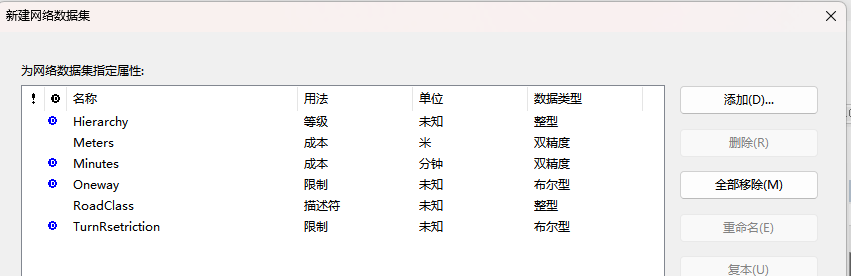 新建网络数据集
为网络数据集指定属性:
! D 名称 用法 单位 数据类型
D Hierarchy 等级 未知 整型
Meters 成本 米 双精度
D Minutes 成本 分钟 双精度
D Oneway 限制 未知 布尔型
RoadClass 描述符 未知 整型
D TurnRsetriction 限制 未知 布尔型
添加(D)...
删除(R)
全部移除(M)
重命名(E)
复本(U)